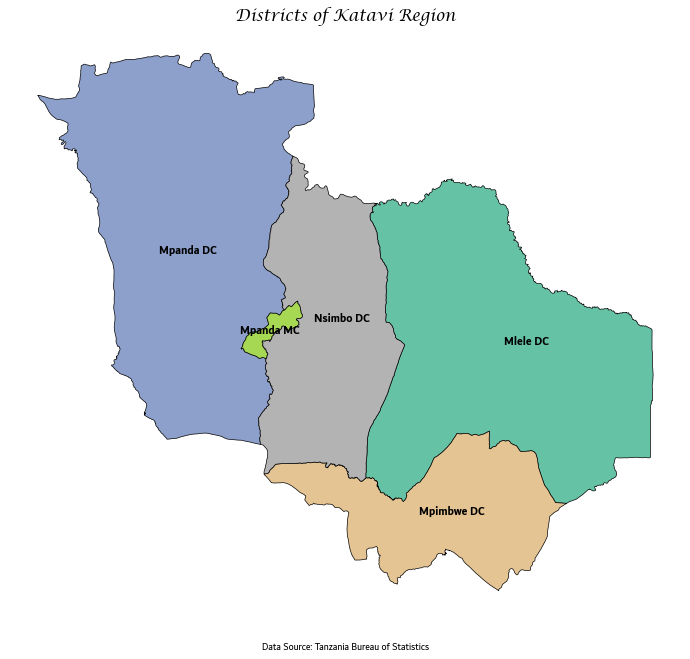 Districts of Katavi Region
Mpanda DC
Nsimbo DC
Mpanda MC
Mlele DC
Mpimbwe DC
Data Source: Tanzania Bureau of Statistics